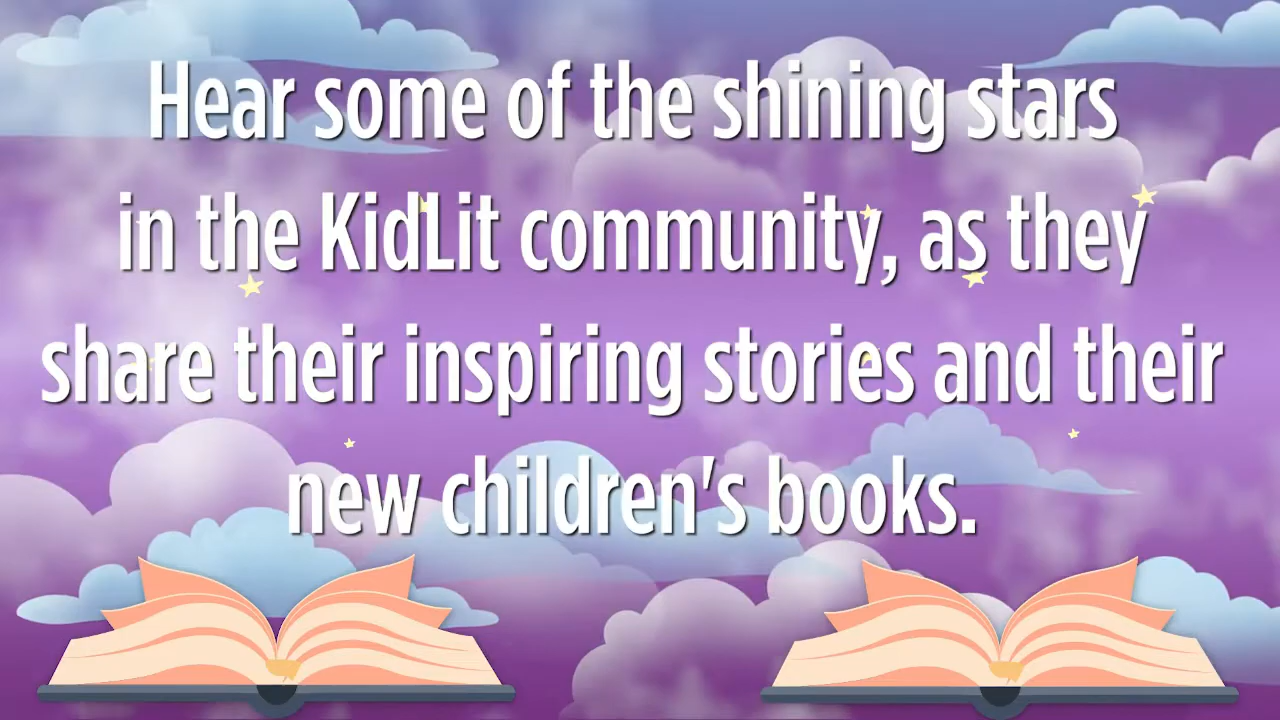 Hear some of the shining stars
in the KidLit community, as they
share their inspiring stories and their
new children's books.